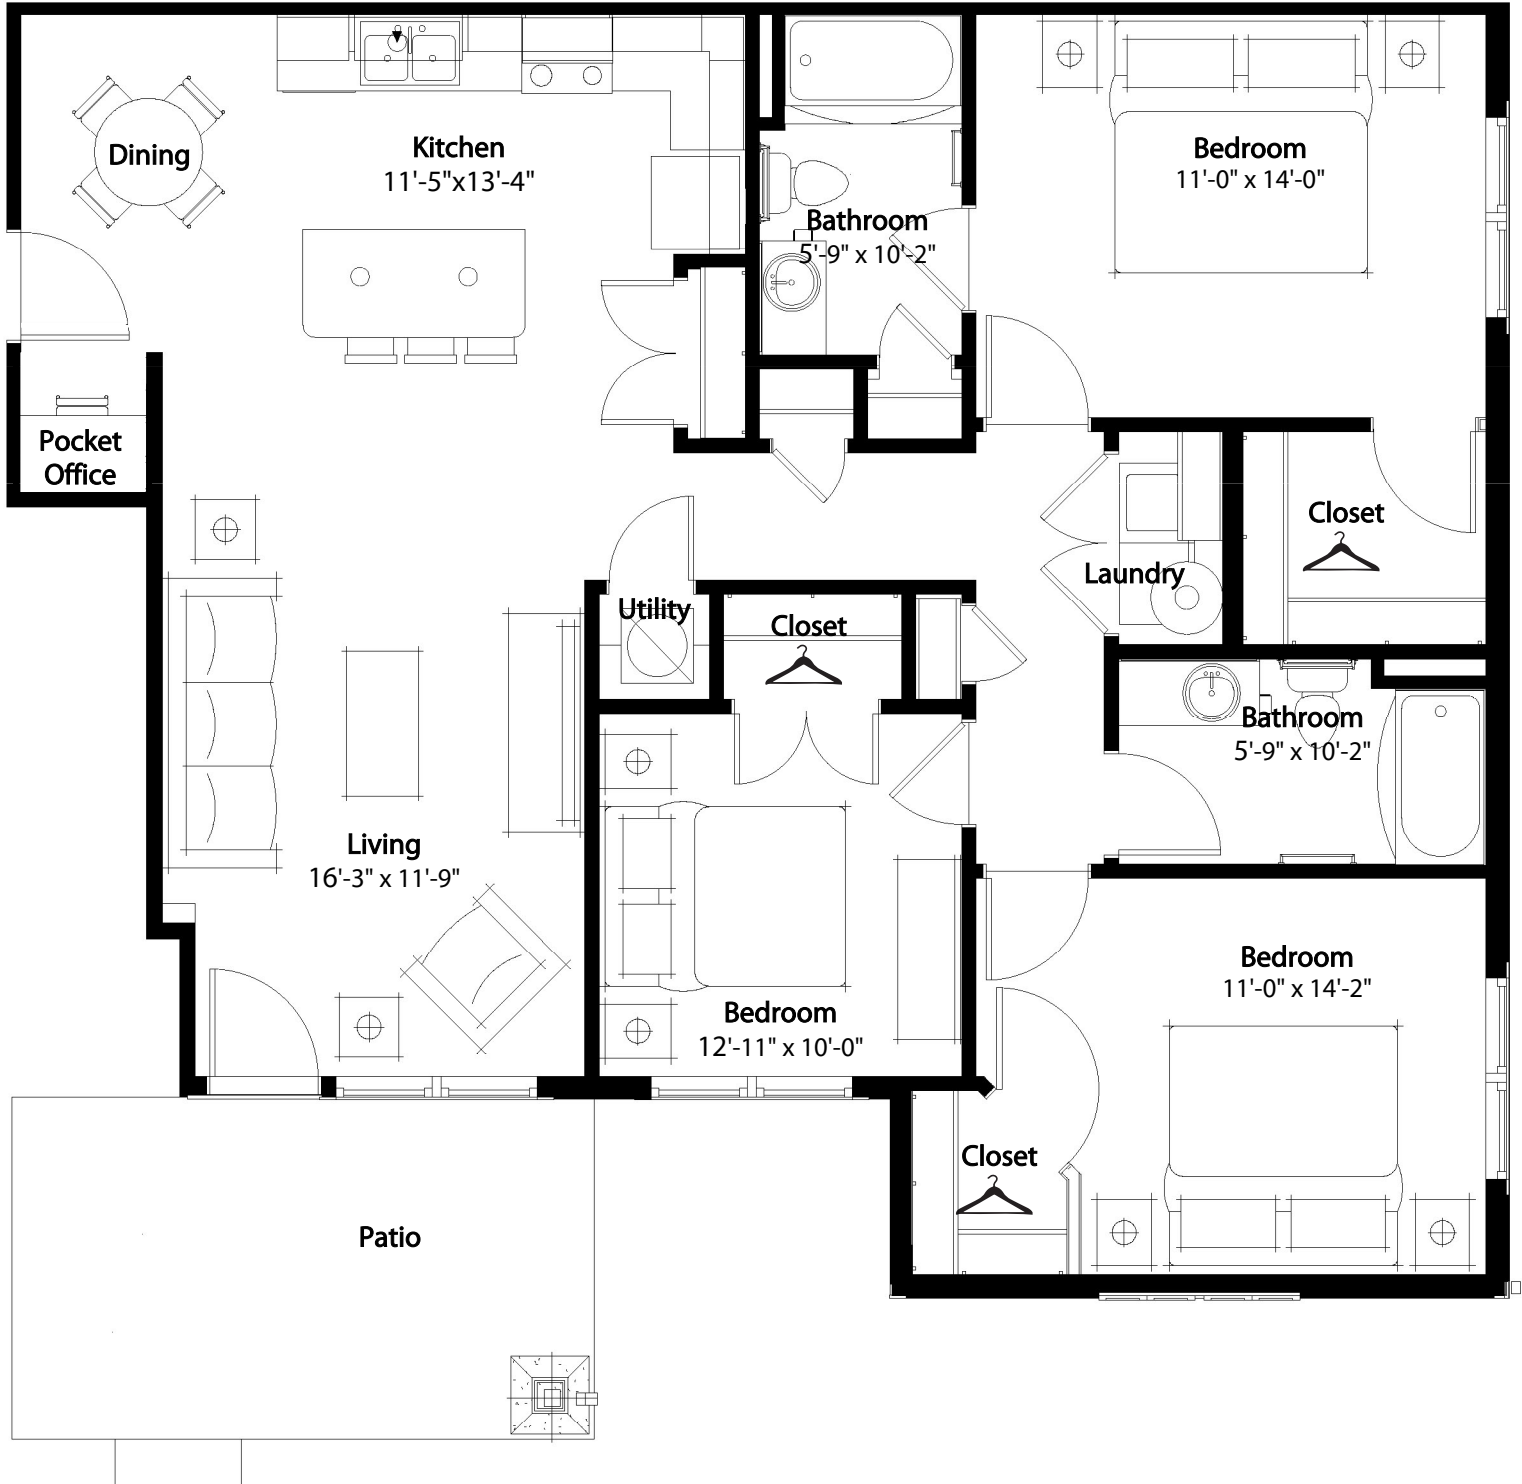 Dining
Kitchen
11'-5"x13'-4"
Bathroom
5'-9" x 10'-2"
Bedroom
11'-0" x 14'-0"
Pocket
Office
Closet
Laundry
Utility
Closet
Bathroom
5'-9" x 10'-2"
Living
16'-3" x 11'-9"
Bedroom
12'-11" x 10'-0"
Bedroom
11'-0" x 14'-2"
Closet
Patio